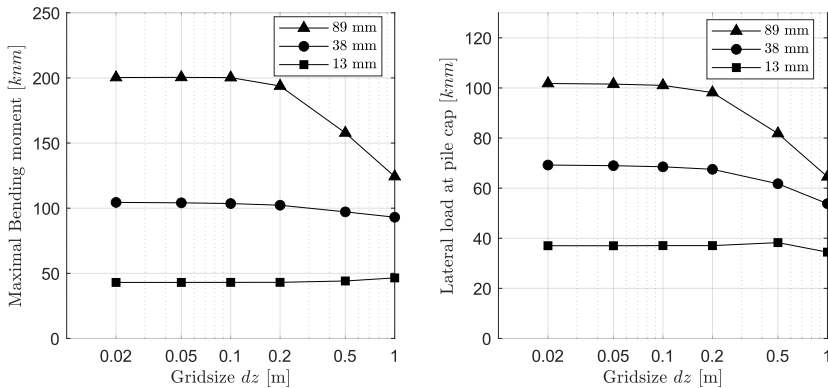 Maximal Bending moment [knm]
250
200
150
100
50
0
0.02 0.05 0.1 0.2 0.5 1
Gridsize dz [m]
89 mm
38 mm
13 mm
Lateral load at pile cap [knm]
120
100
80
60
40
20
0
0.02 0.05 0.1 0.2 0.5 1
Gridsize dz [m]
89 mm
38 mm
13 mm